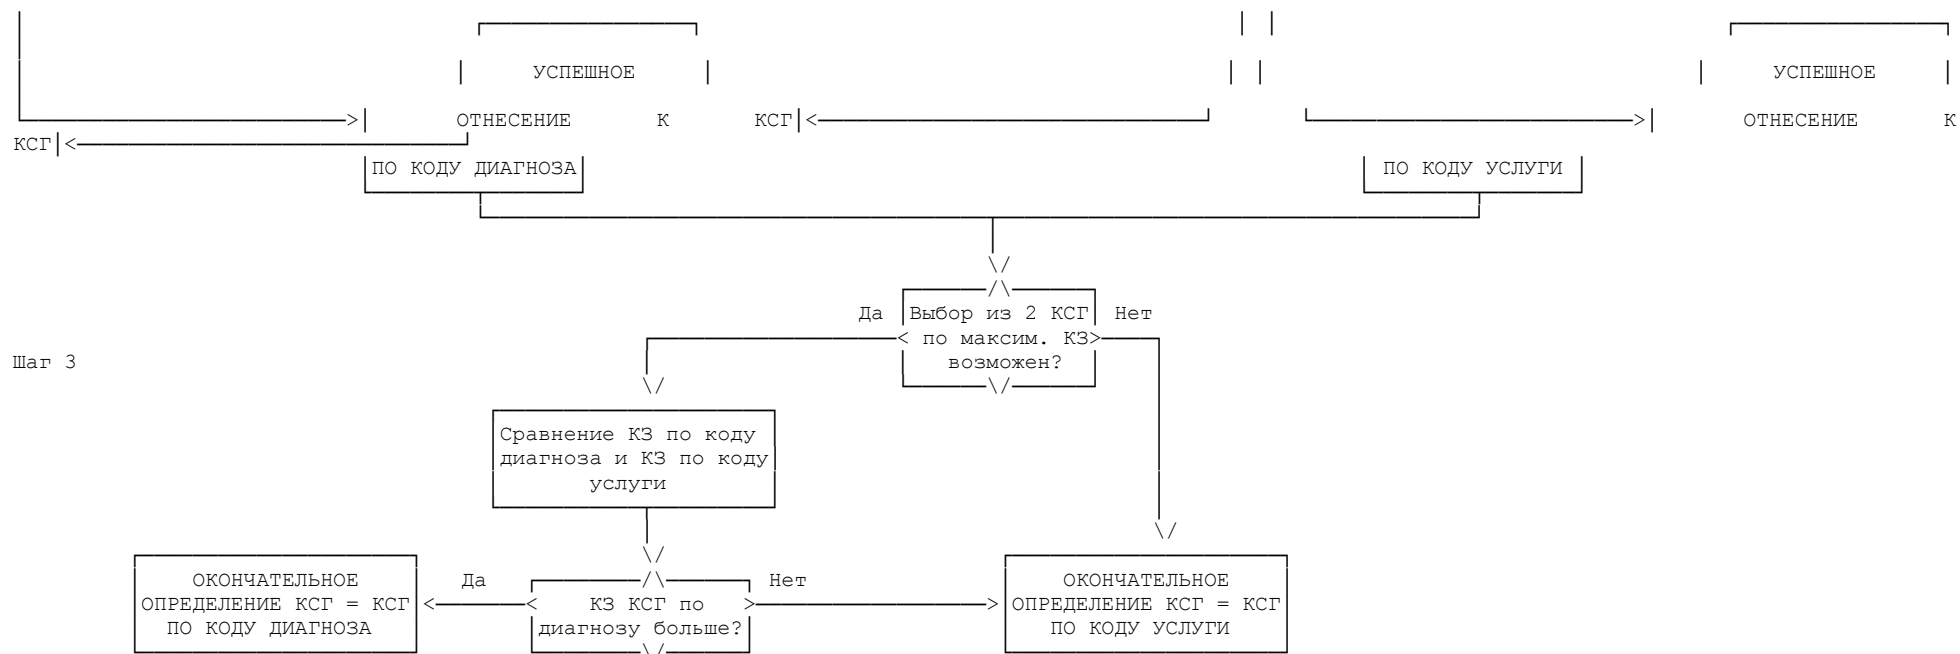 УСПЕШНОЕ УСПЕШНОЕ
ОТНЕСЕНИЕ К КСГ ОТНЕСЕНИЕ К
КСГ
ПО КОДУ ДИАГНОЗА ПО КОДУ УСЛУГИ
Да Выбор из 2 КСГ Нет
по максим. КЗ
Шаг 3 возможен?
Сравнение КЗ по коду
диагноза и КЗ по коду
услуги
ОКОНЧАТЕЛЬНОЕ Да Нет ОКОНЧАТЕЛЬНОЕ
ОПРЕДЕЛЕНИЕ КСГ = КСГ КЗ КСГ по ОПРЕДЕЛЕНИЕ КСГ = КСГ
ПО КОДУ ДИАГНОЗА диагнозу больше? ПО КОДУ УСЛУГИ